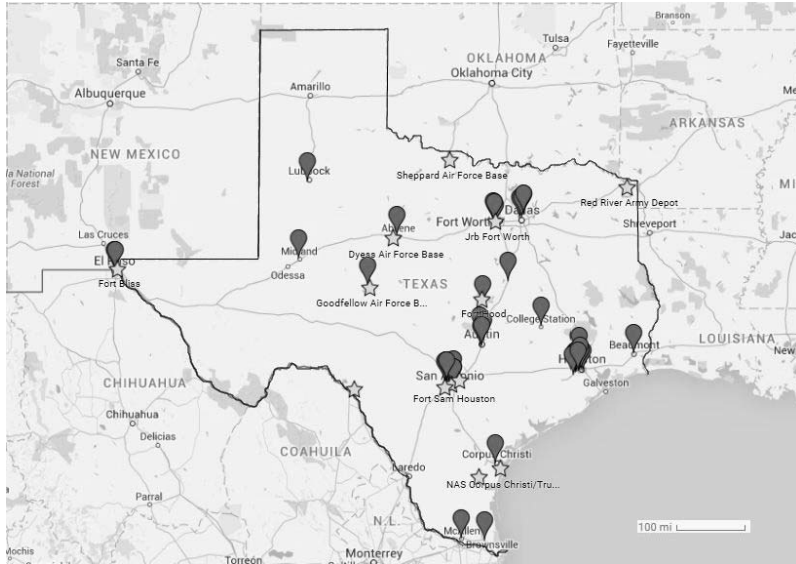 Branson
Tulsa
Fayetteville
OKLAHOMA
Santa Fe
Oklahoma City
Amarillo
Albuquerque
ARKANSAS
NEW MEXICO
National
Forest
Lubbock
Sheppard Air Force Base
Red River Army Depot
Abilene
Fort Worth
Dallas
Jrb Fort Worth
Shreveport
Las Cruces
Midland
Dyess Air Force Base
El Paso
Odessa
Fort Bliss
TEXAS
Goodfellow Air Force B...
Fort Hood
College Station
Austin
LOUISIANA
Beaumont
Houston
San Antonio
CHIHUAHUA
Galveston
Fort Sam Houston
Chihuahua
Delicias
COAHUILA
Corpus Christi
Laredo
NAS Corpus Christi/Tru...
Parral
N.L.
McAllen
100 mi
Brownsville
Mochis
Torreón
Monterrey